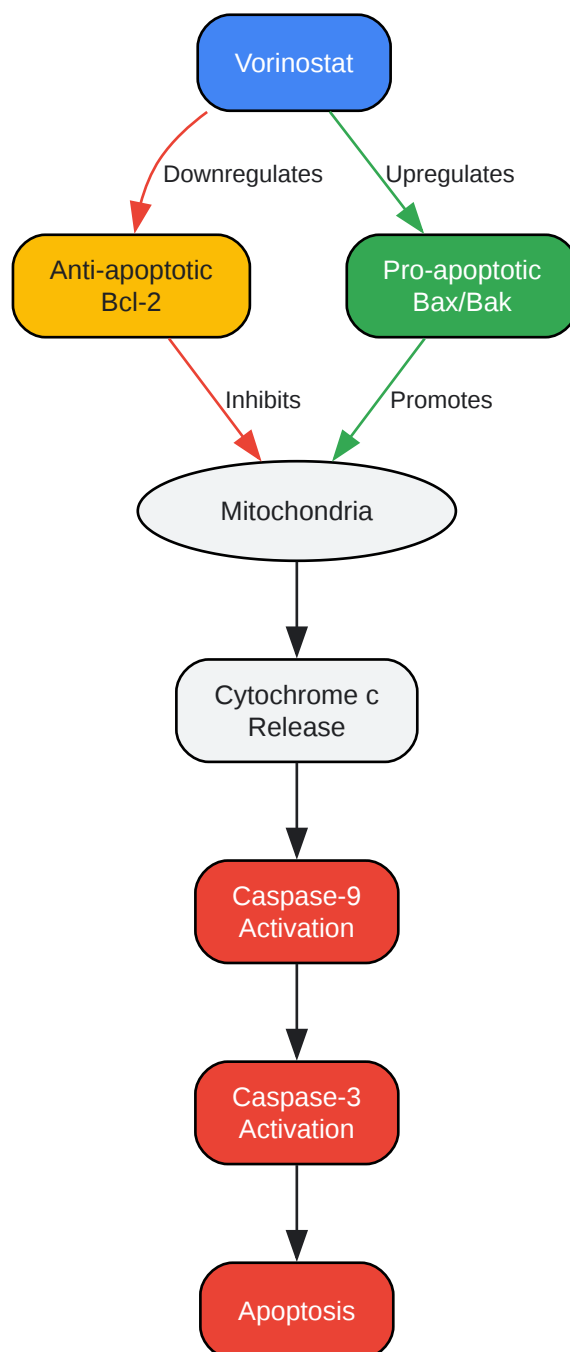 Vorinostat
Downregulates
Upregulates
Anti-apoptotic
Bcl-2
Pro-apoptotic
Bax/Bak
Inhibits
Promotes
Mitochondria
Cytochrome c
Release
Caspase-9
Activation
Caspase-3
Activation
Apoptosis